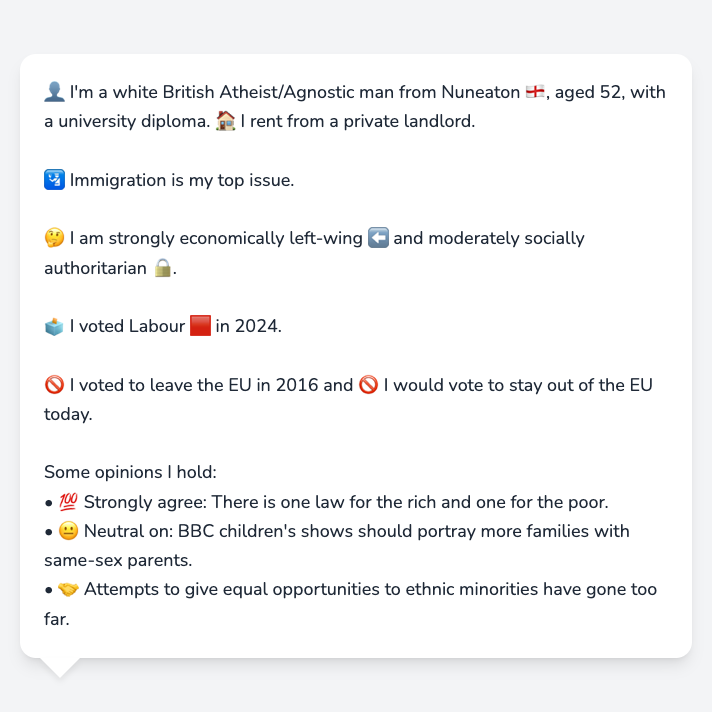 👤 I'm a white British Atheist/Agnostic man from Nuneaton 🏴󠁧󠁢󠁥󠁮󠁧󠁿, aged 52, with
a university diploma. 🏠 I rent from a private landlord.
🛂 Immigration is my top issue.
🤔 I am strongly economically left-wing ⬅️ and moderately socially
authoritarian 🔒.
🗳️ I voted Labour 🟥 in 2024.
🚫 I voted to leave the EU in 2016 and 🚫 I would vote to stay out of the EU
today.
Some opinions I hold:
• 💯 Strongly agree: There is one law for the rich and one for the poor.
• 😐 Neutral on: BBC children's shows should portray more families with
same-sex parents.
• 🤝 Attempts to give equal opportunities to ethnic minorities have gone too
far.